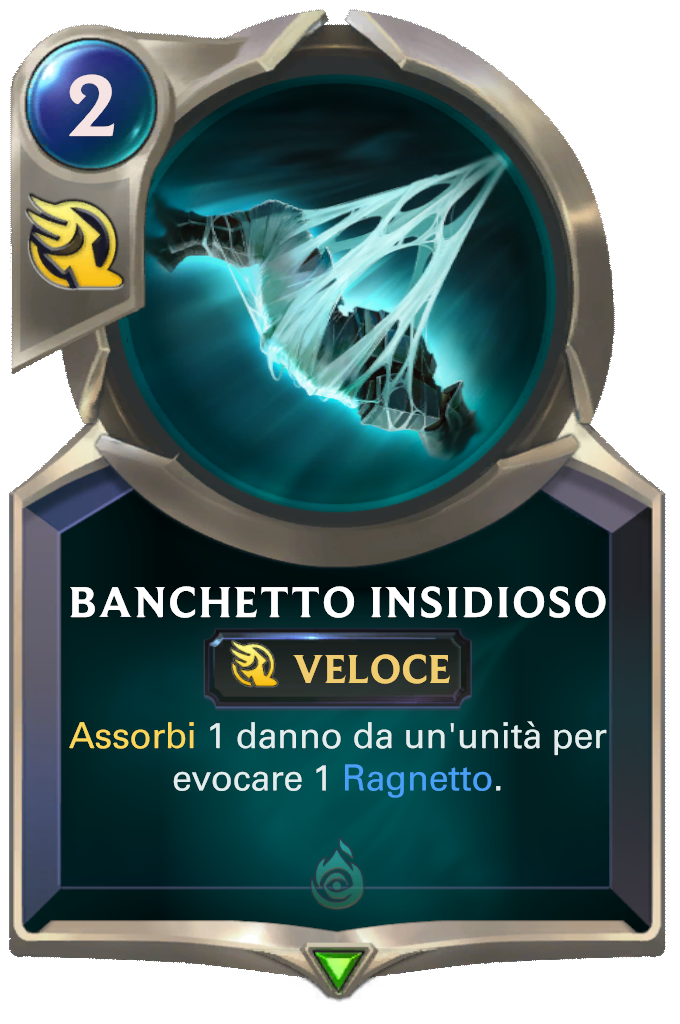 2
BANCHETTO INSIDIOSO
VELOCE
Assorbi 1 danno da un'unità per
evocare 1 Ragnetto.